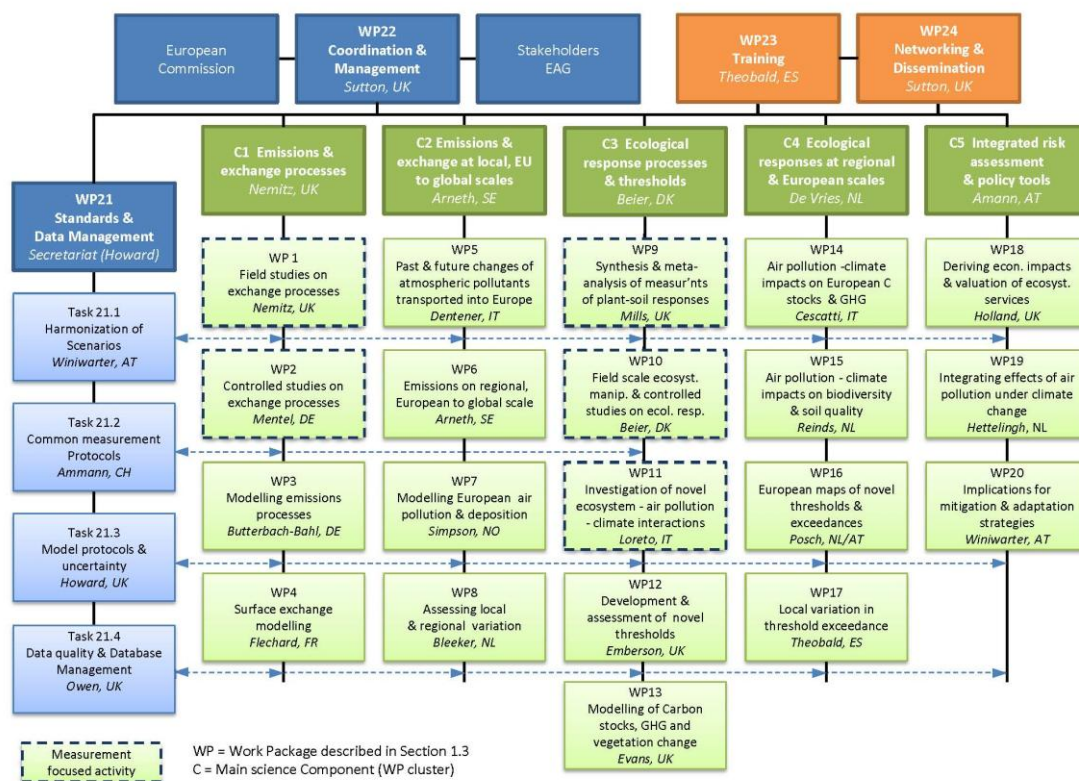 European
Commission
WP22
Coordination &
Management
Sutton, UK
Stakeholders
EAG
WP23
Training
Theobald, ES
WP24
Networking &
Dissemination
Sutton, UK
WP21
Standards &
Data Management
Secretariat (Howard)
Task 21.1
Harmonization of
Scenarios
Winiwarter, AT
Task 21.2
Common measurement
Protocols
Ammann, CH
Task 21.3
Model protocols &
uncertainty
Howard, UK
Task 21.4
Data quality & Database
Management
Owen, UK
C1 Emissions &
exchange processes
Nemitz, UK
WP 1
Field studies on
exchange processes
Nemitz, UK
WP2
Controlled studies on
exchange processes
Mentel, DE
WP3
Modelling emissions
processes
Butterbach-Bahl, DE
WP4
Surface exchange
modelling
Flechard, FR
C2 Emissions &
exchange at local, EU
to global scales
Arneth, SE
WP5
Past & future changes of
atmospheric pollutants
transported into Europe
Dentener, IT
WP6
Emissions on regional,
European to global scale
Arneth, SE
WP7
Modelling European air
pollution & deposition
Simpson, NO
WP8
Assessing local
& regional variation
Bleeker, NL
C3 Ecological
response processes
& thresholds
Beier, DK
WP9
Synthesis & meta-
analysis of measur'nts
of plant-soil responses
Mills, UK
WP10
Field scale ecosyst.
manip. & controlled
studies on ecol. resp.
Beier, DK
WP11
Investigation of novel
ecosystem - air pollution
- climate interactions
Loreto, IT
WP12
Development &
assessment of novel
thresholds
Emberson, UK
WP13
Modelling of Carbon
stocks, GHG and
vegetation change
Evans, UK
C4 Ecological
responses at regional
& European scales
De Vries, NL
WP14
Air pollution -climate
impacts on European C
stocks & GHG
Cescatti, IT
WP15
Air pollution - climate
impacts on biodiversity
& soil quality
Reinds, NL
WP16
European maps of novel
thresholds &
exceedances
Posch, NL/AT
WP17
Local variation in
threshold exceedance
Theobald, ES
C5 Integrated risk
assessment
& policy tools
Amann, AT
WP18
Deriving econ. impacts
& valuation of ecosyst.
services
Holland, UK
WP19
Integrating effects of air
pollution under climate
change
Hettelingh, NL
WP20
Implications for
mitigation & adaptation
strategies
Winiwarter, AT
Measurement
focused activity
WP = Work Package described in Section 1.3
C = Main science Component (WP cluster)